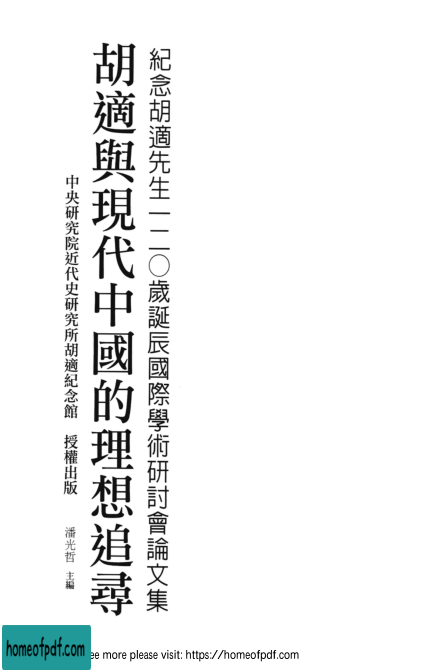 紀念胡適先生一二〇歲誕辰國際學術研討會論文集
胡適與現代中國的理想追尋
中央研究院近代史研究所胡適紀念館 授權出版
潘光哲 主編
homeofpdf.com
ee more please visit: https://homeofpdf.com